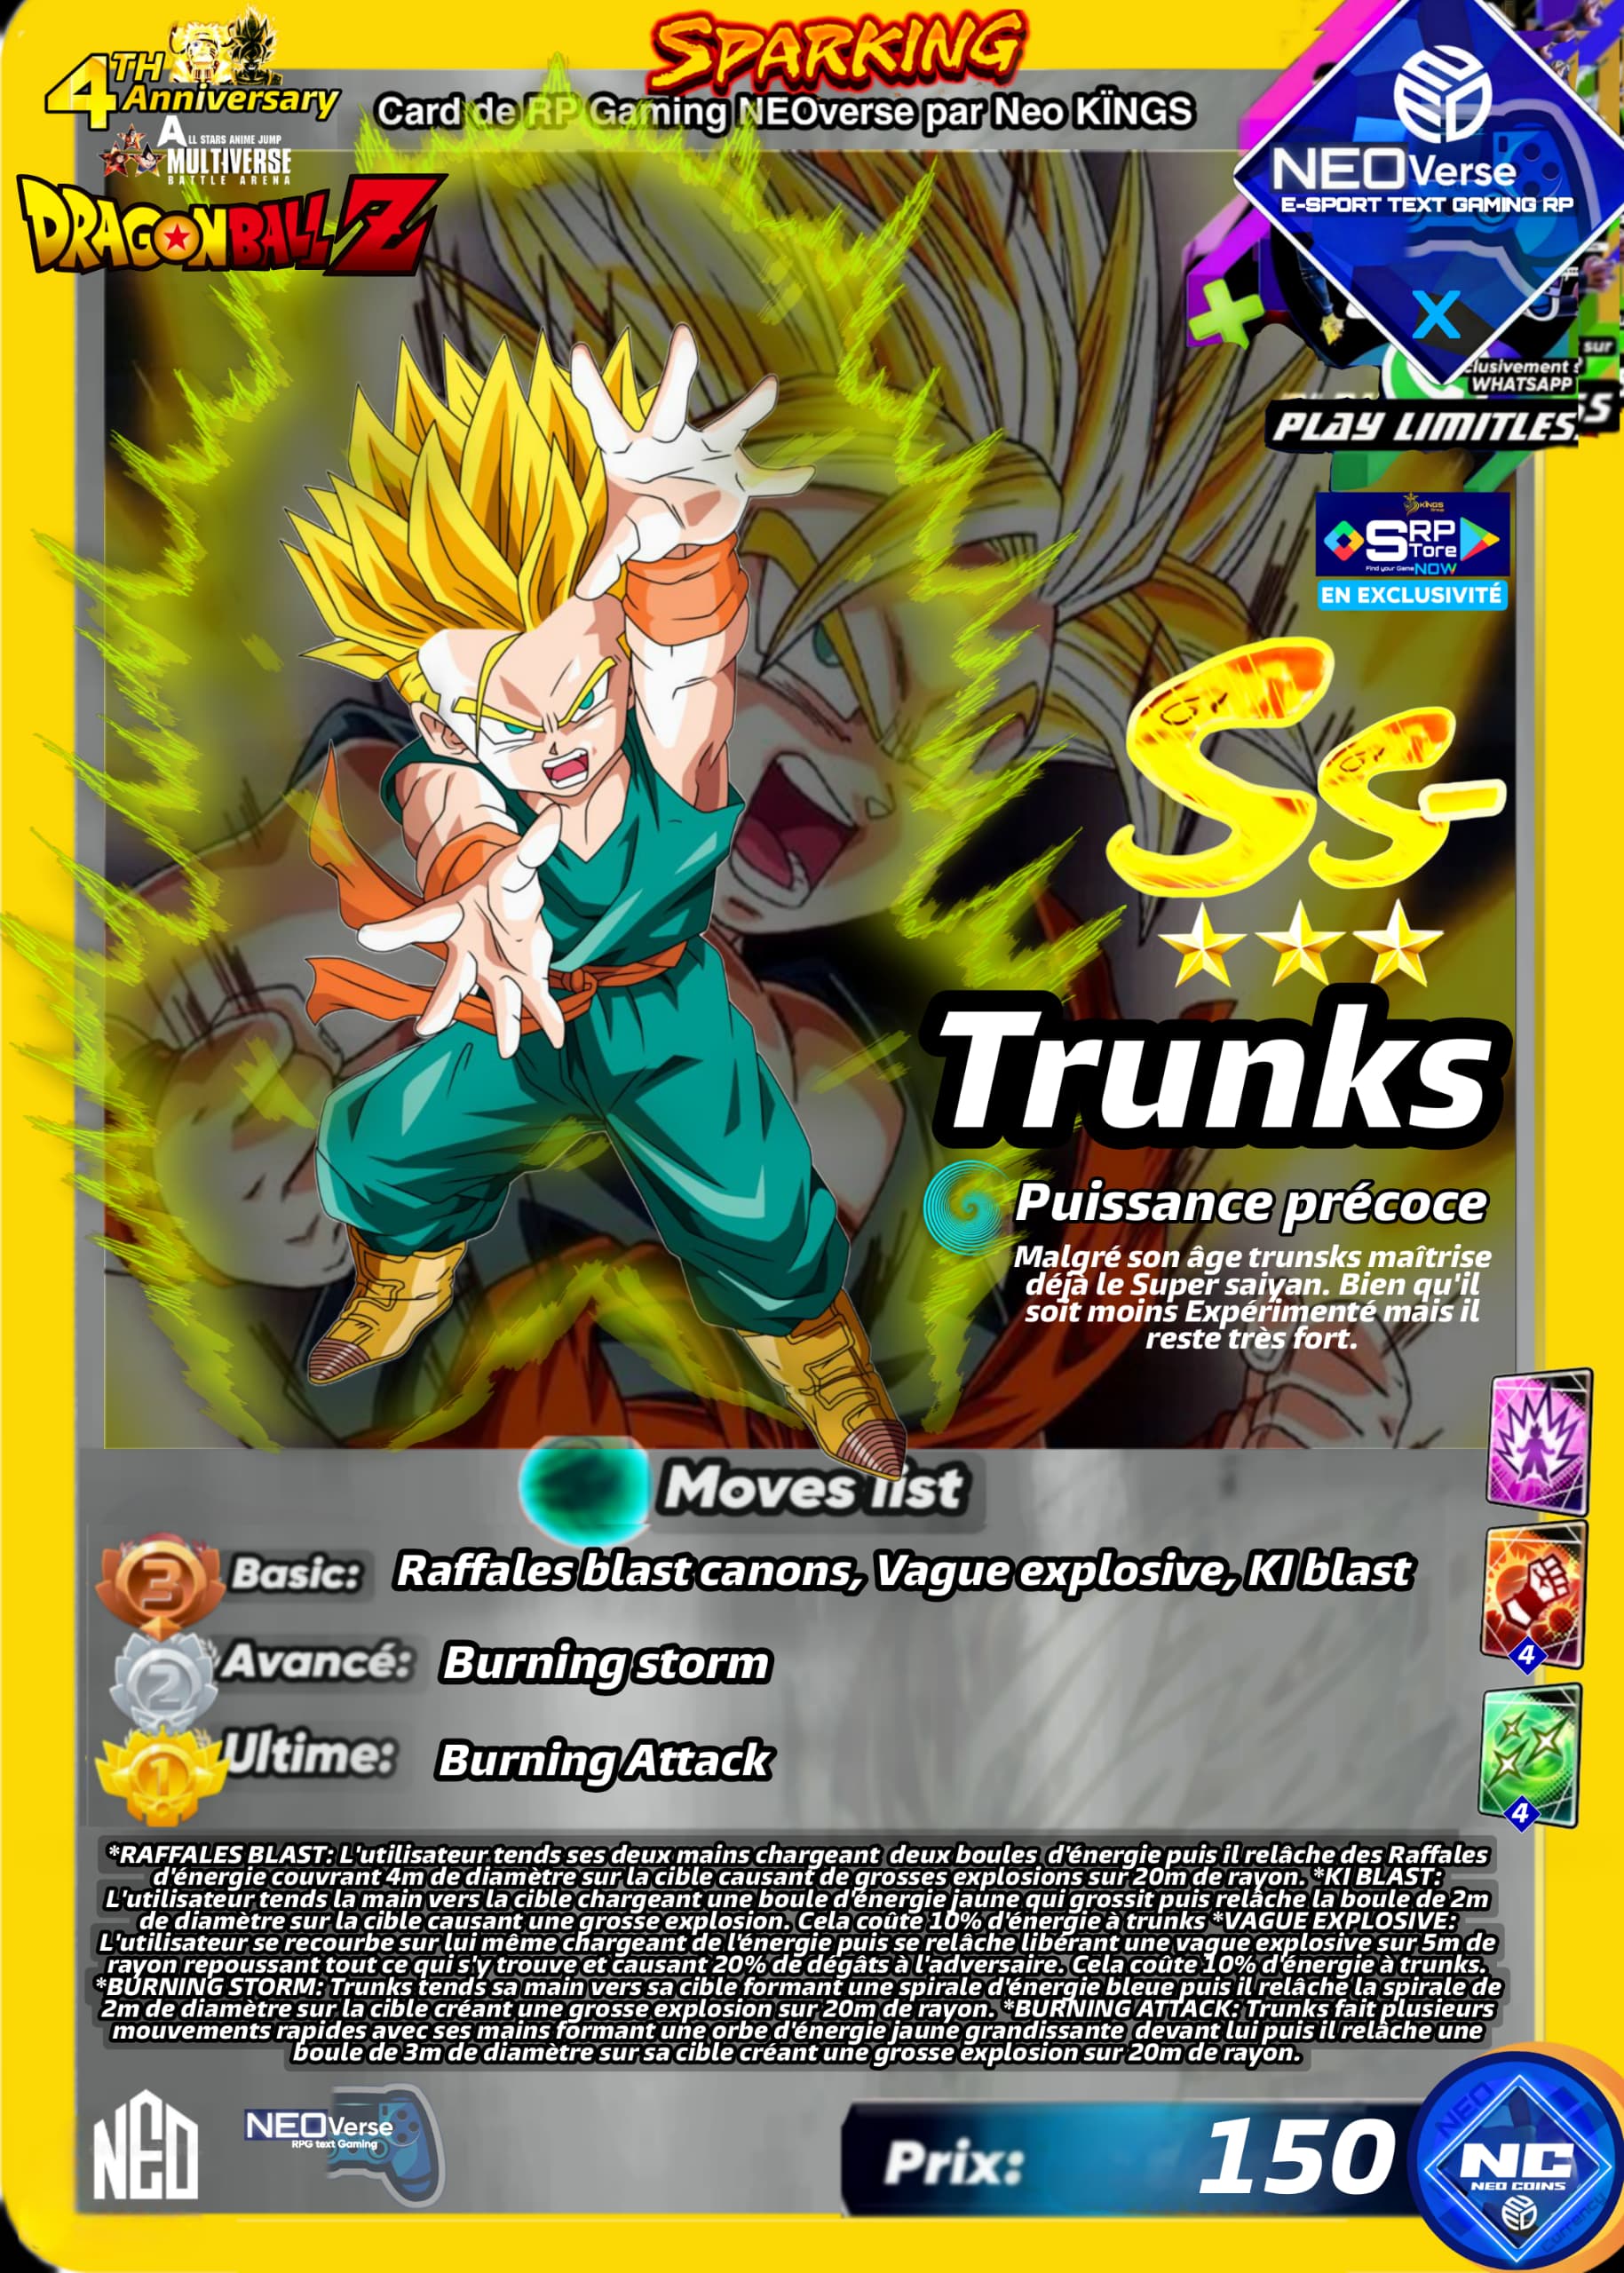 4TH
Anniversary
ALL STARS ANIME JUMP
MULTIVERSE
BATTLE ARENA
DRAGONBALL Z
SPARKING
Card de RP Gaming NEOverse par Neo KÏNGS
NEOVerse
E-SPORT TEXT GAMING RP
X
sur
WHATSAPP
PLAY LIMITLES
S
KiNGS
SRP
Tore
Find your Game NOW
EN EXCLUSIVITÉ
Ss-
Trunks
Puissance précoce
Malgré son âge trunsks maîtrise
déjà le Super saiyan. Bien qu'il
soit moins Expérimenté mais il
reste très fort.
Moves list
3 Basic: Raffales blast canons, Vague explosive, KI blast
2 Avancé: Burning storm
4
1 Ultime: Burning Attack
4
*RAFFALES BLAST: L'utilisateur tends ses deux mains chargeant deux boules d'énergie puis il relâche des Raffales
d'énergie couvrant 4m de diamètre sur la cible causant de grosses explosions sur 20m de rayon. *KI BLAST:
L'utilisateur tends la main vers la cible chargeant une boule d'énergie jaune qui grossit puis relâche la boule de 2m
de diamètre sur la cible causant une grosse explosion. Cela coûte 10% d'énergie à trunks *VAGUE EXPLOSIVE:
L'utilisateur se recourbe sur lui même chargeant de l'énergie puis se relâche libérant une vague explosive sur 5m de
rayon repoussant tout ce qui s'y trouve et causant 20% de dégâts à l'adversaire. Cela coûte 10% d'énergie à trunks.
*BURNING STORM: Trunks tends sa main vers sa cible formant une spirale d'énergie bleue puis il relâche la spirale de
2m de diamètre sur la cible créant une grosse explosion sur 20m de rayon. *BURNING ATTACK: Trunks fait plusieurs
mouvements rapides avec ses mains formant une orbe d'énergie jaune grandissante devant lui puis il relâche une
boule de 3m de diamètre sur sa cible créant une grosse explosion sur 20m de rayon.
NEO
NEOVerse
RPG text Gaming
Prix: 150
NC
NEO COINS